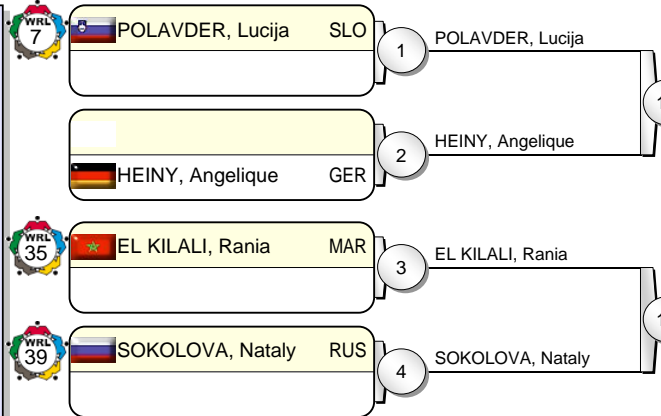 WRL
7
POLAVDER, Lucija SLO
1
POLAVDER, Lucija
HEINY, Angelique GER
2
HEINY, Angelique
WRL
35
EL KILALI, Rania MAR
3
EL KILALI, Rania
WRL
39
SOKOLOVA, Nataly RUS
4
SOKOLOVA, Nataly